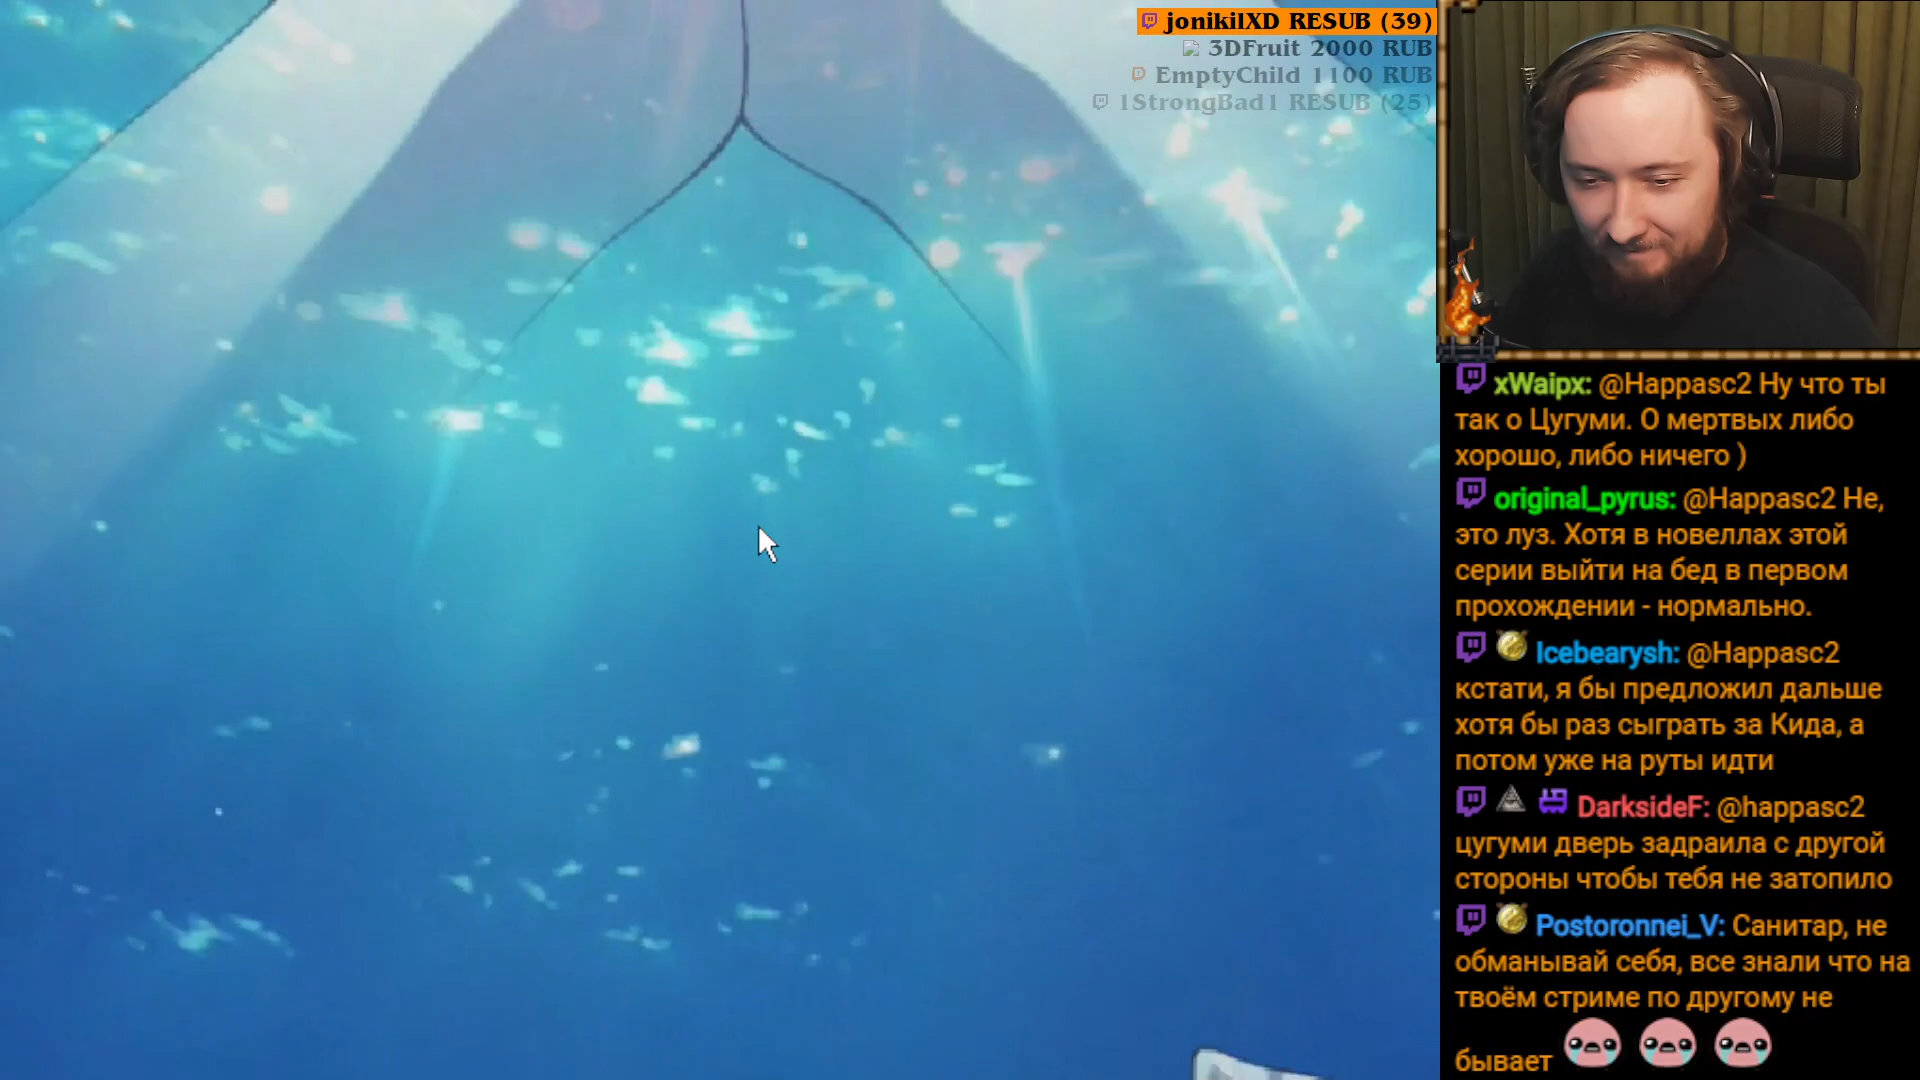 jonikilXD RESUB (39)
3DFruit 2000 RUB
EmptyChild 1100 RUB
1StrongBad1 RESUB (25)
xWaipx: @Happasc2 Ну что ты
так о Цугуми. О мертвых либо
хорошо, либо ничего )
original_pyrus: @Happasc2 Не,
это луз. Хотя в новеллах этой
серии выйти на бед в первом
прохождении - нормально.
Icebearysh: @Happasc2
кстати, я бы предложил дальше
хотя бы раз сыграть за Кида, а
потом уже на руты идти
DarksideF: @happasc2
цугуми дверь задраила с другой
стороны чтобы тебя не затопило
Postoronnei_V: Санитар, не
обманывай себя, все знали что на
твоём стриме по другому не
бывает